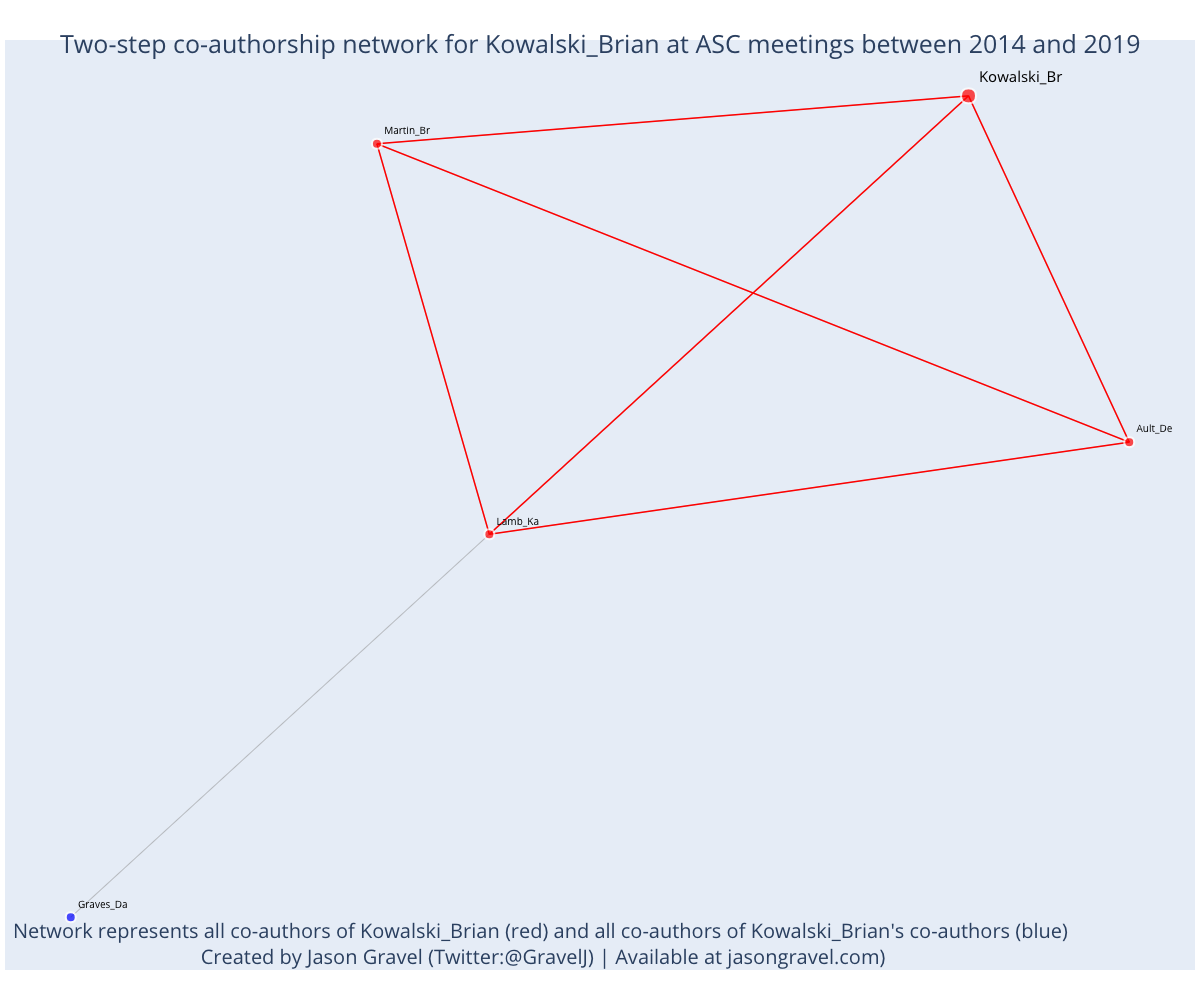 Two-step co-authorship network for Kowalski_Brian at ASC meetings between 2014 and 2019
Kowalski_Br
Martin_Br
Ault_De
Lamb_Ka
Graves_Da
Network represents all co-authors of Kowalski_Brian (red) and all co-authors of Kowalski_Brian's co-authors (blue)
Created by Jason Gravel (Twitter:@GravelJ) | Available at jasongravel.com)